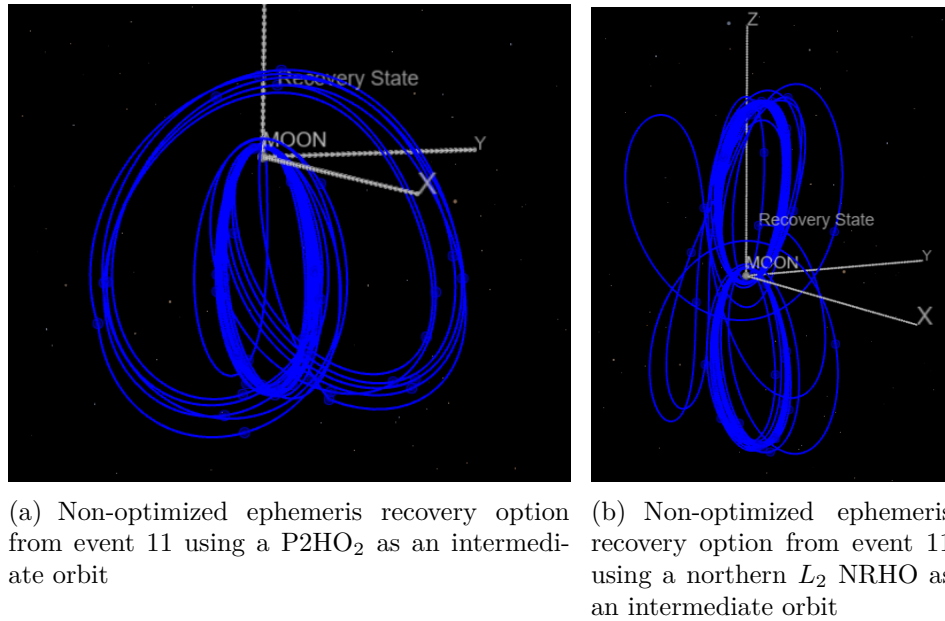 Recovery State
MOON
Y
X
Z
Recovery State
MOON
Y
X
(a) Non-optimized ephemeris recovery option
from event 11 using a P2HO₂ as an intermedi-
ate orbit
(b) Non-optimized ephemeris
recovery option from event 11
using a northern L₂ NRHO as
an intermediate orbit